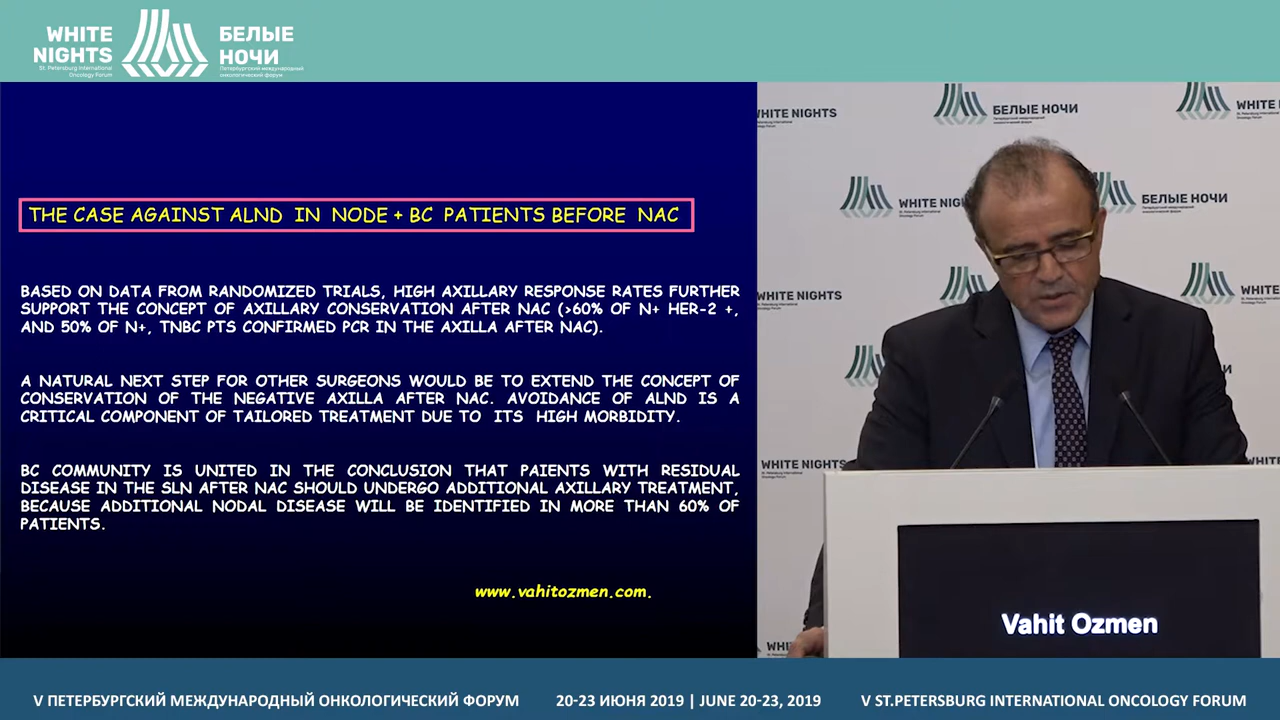 WHITE
NIGHTS
St. Petersburg International
Oncology Forum
БЕЛЫЕ
НОЧИ
Петербургский международный
онкологический форум
THE CASE AGAINST ALND IN NODE + BC PATIENTS BEFORE NAC
BASED ON DATA FROM RANDOMIZED TRIALS, HIGH AXILLARY RESPONSE RATES FURTHER
SUPPORT THE CONCEPT OF AXILLARY CONSERVATION AFTER NAC (>60% OF N+ HER-2 +,
AND 50% OF N+, TNBC PTS CONFIRMED PCR IN THE AXILLA AFTER NAC).
A NATURAL NEXT STEP FOR OTHER SURGEONS WOULD BE TO EXTEND THE CONCEPT OF
CONSERVATION OF THE NEGATIVE AXILLA AFTER NAC. AVOIDANCE OF ALND IS A
CRITICAL COMPONENT OF TAILORED TREATMENT DUE TO ITS HIGH MORBIDITY.
BC COMMUNITY IS UNITED IN THE CONCLUSION THAT PAIENTS WITH RESIDUAL
DISEASE IN THE SLN AFTER NAC SHOULD UNDERGO ADDITIONAL AXILLARY TREATMENT,
BECAUSE ADDITIONAL NODAL DISEASE WILL BE IDENTIFIED IN MORE THAN 60% OF
PATIENTS.
www.vahitozmen.com.
WHITE NIGHTS
БЕЛЫЕ НОЧИ
WHITE
WHITE
БЕЛЫЕ НОЧИ
WHITE NIGHTS
WHITE NIGHTS
Vahit Ozmen
V ПЕТЕРБУРГСКИЙ МЕЖДУНАРОДНЫЙ ОНКОЛОГИЧЕСКИЙ ФОРУМ
20-23 ИЮНЯ 2019 | JUNE 20-23, 2019
V ST.PETERSBURG INTERNATIONAL ONCOLOGY FORUM